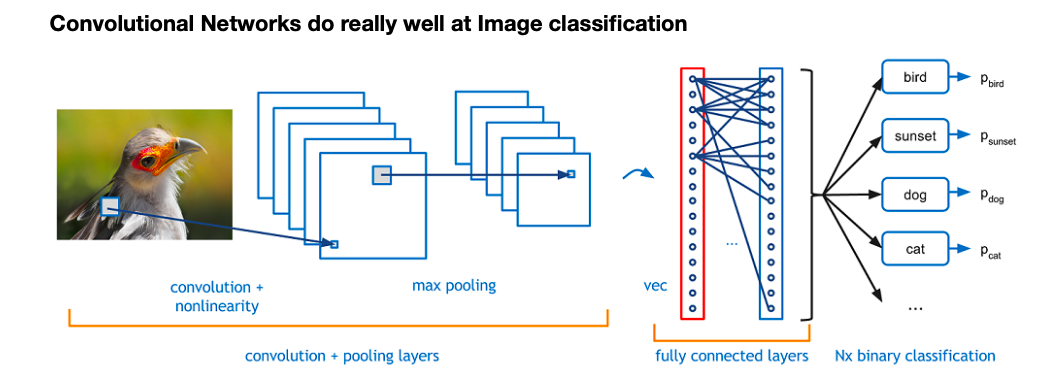 Convolutional Networks do really well at Image classification
bird
p_bird
sunset
p_sunset
dog
p_dog
cat
p_cat
...
...
convolution +
nonlinearity
max pooling
vec
convolution + pooling layers
fully connected layers
Nx binary classification